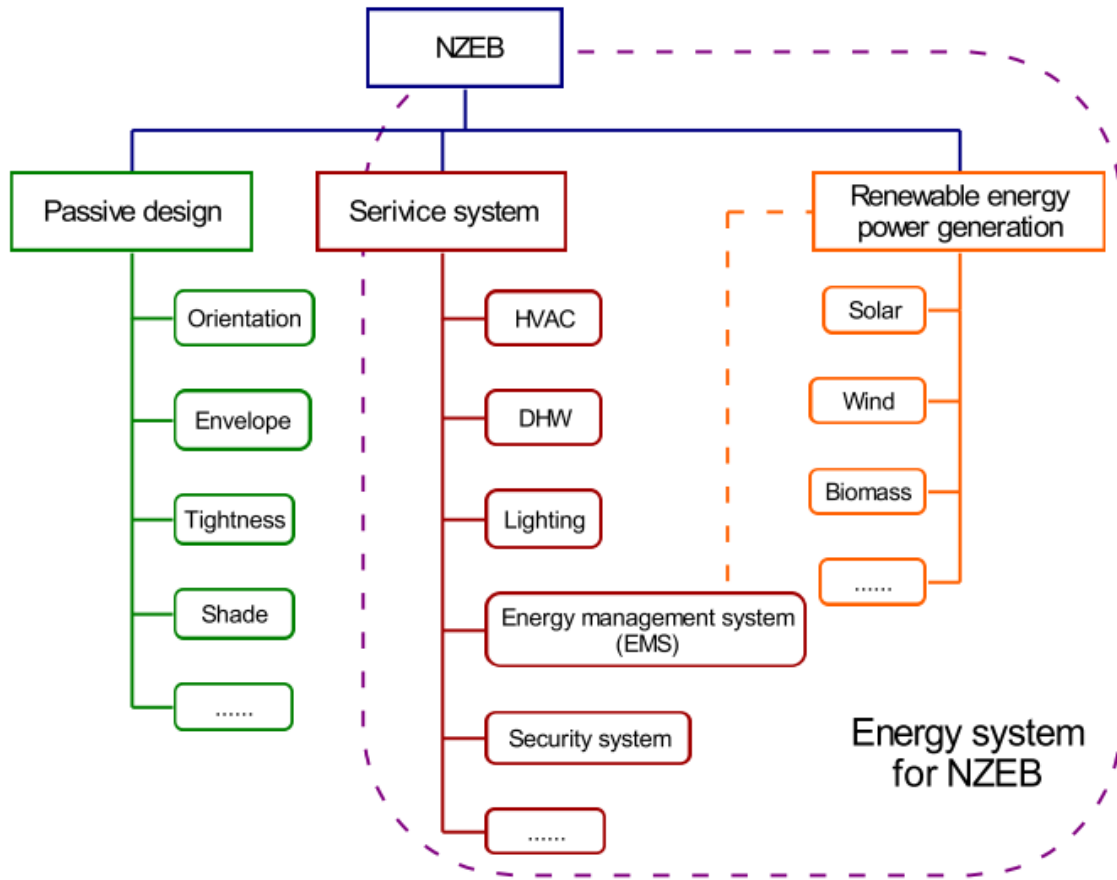 NZEB
Passive design
Serivice system
Renewable energy
power generation
Orientation
Envelope
Tightness
Shade
......
HVAC
DHW
Lighting
Energy management system
(EMS)
Security system
......
Solar
Wind
Biomass
......
Energy system
for NZEB